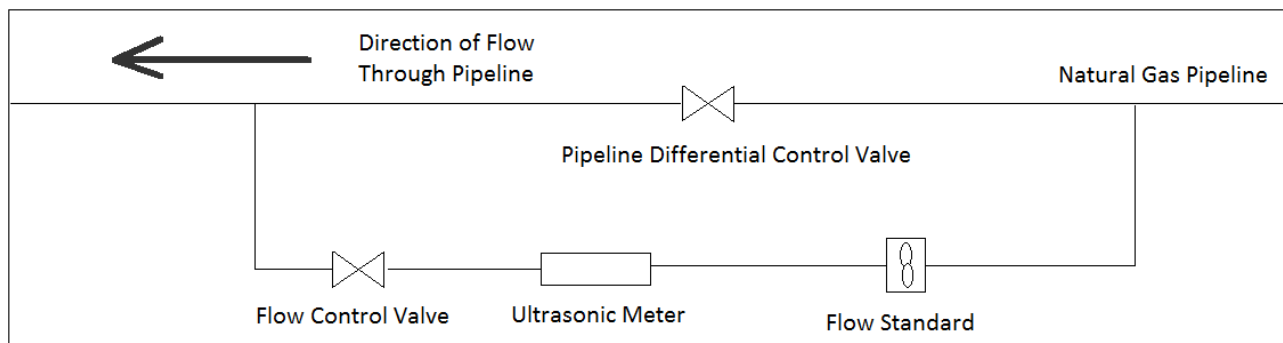 Direction of Flow
Through Pipeline
Natural Gas Pipeline
Pipeline Differential Control Valve
Flow Control Valve
Ultrasonic Meter
Flow Standard